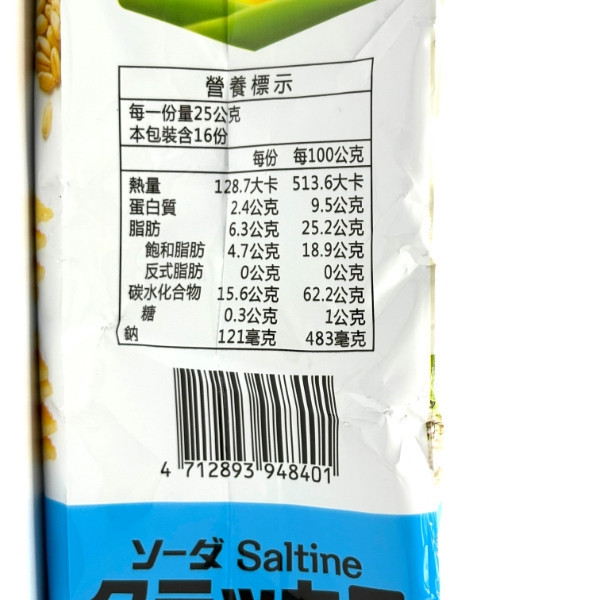 營養標示
每一份量25公克
本包裝含16份
每份 每100公克
熱量 128.7大卡 513.6大卡
蛋白質 2.4公克 9.5公克
脂肪 6.3公克 25.2公克
飽和脂肪 4.7公克 18.9公克
反式脂肪 0公克 0公克
碳水化合物 15.6公克 62.2公克
糖 0.3公克 1公克
鈉 121毫克 483毫克
4 712893 948401
ソーダ Saltine